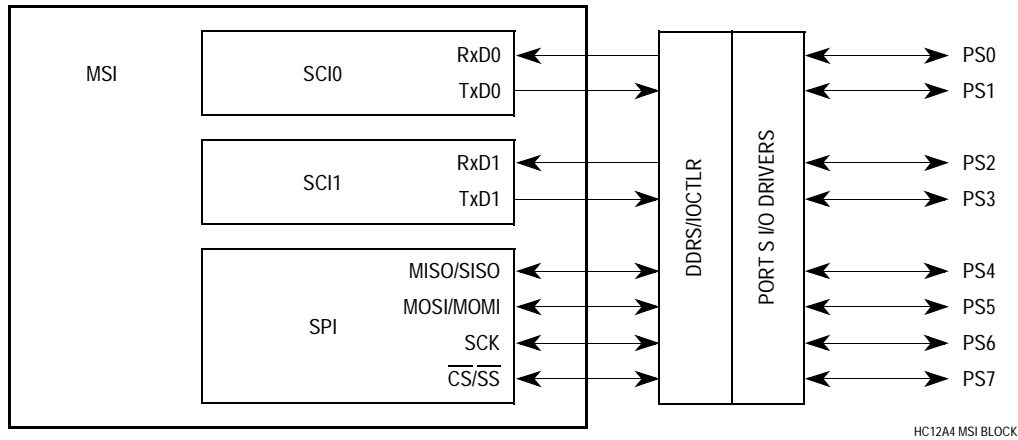 MSI
SCI0
RxD0
TxD0
SCI1
RxD1
TxD1
SPI
MISO/SISO
MOSI/MOMI
SCK
CS/SS
DDRS/IOCTLR
PORT S I/O DRIVERS
PS0
PS1
PS2
PS3
PS4
PS5
PS6
PS7
HC12A4 MSI BLOCK